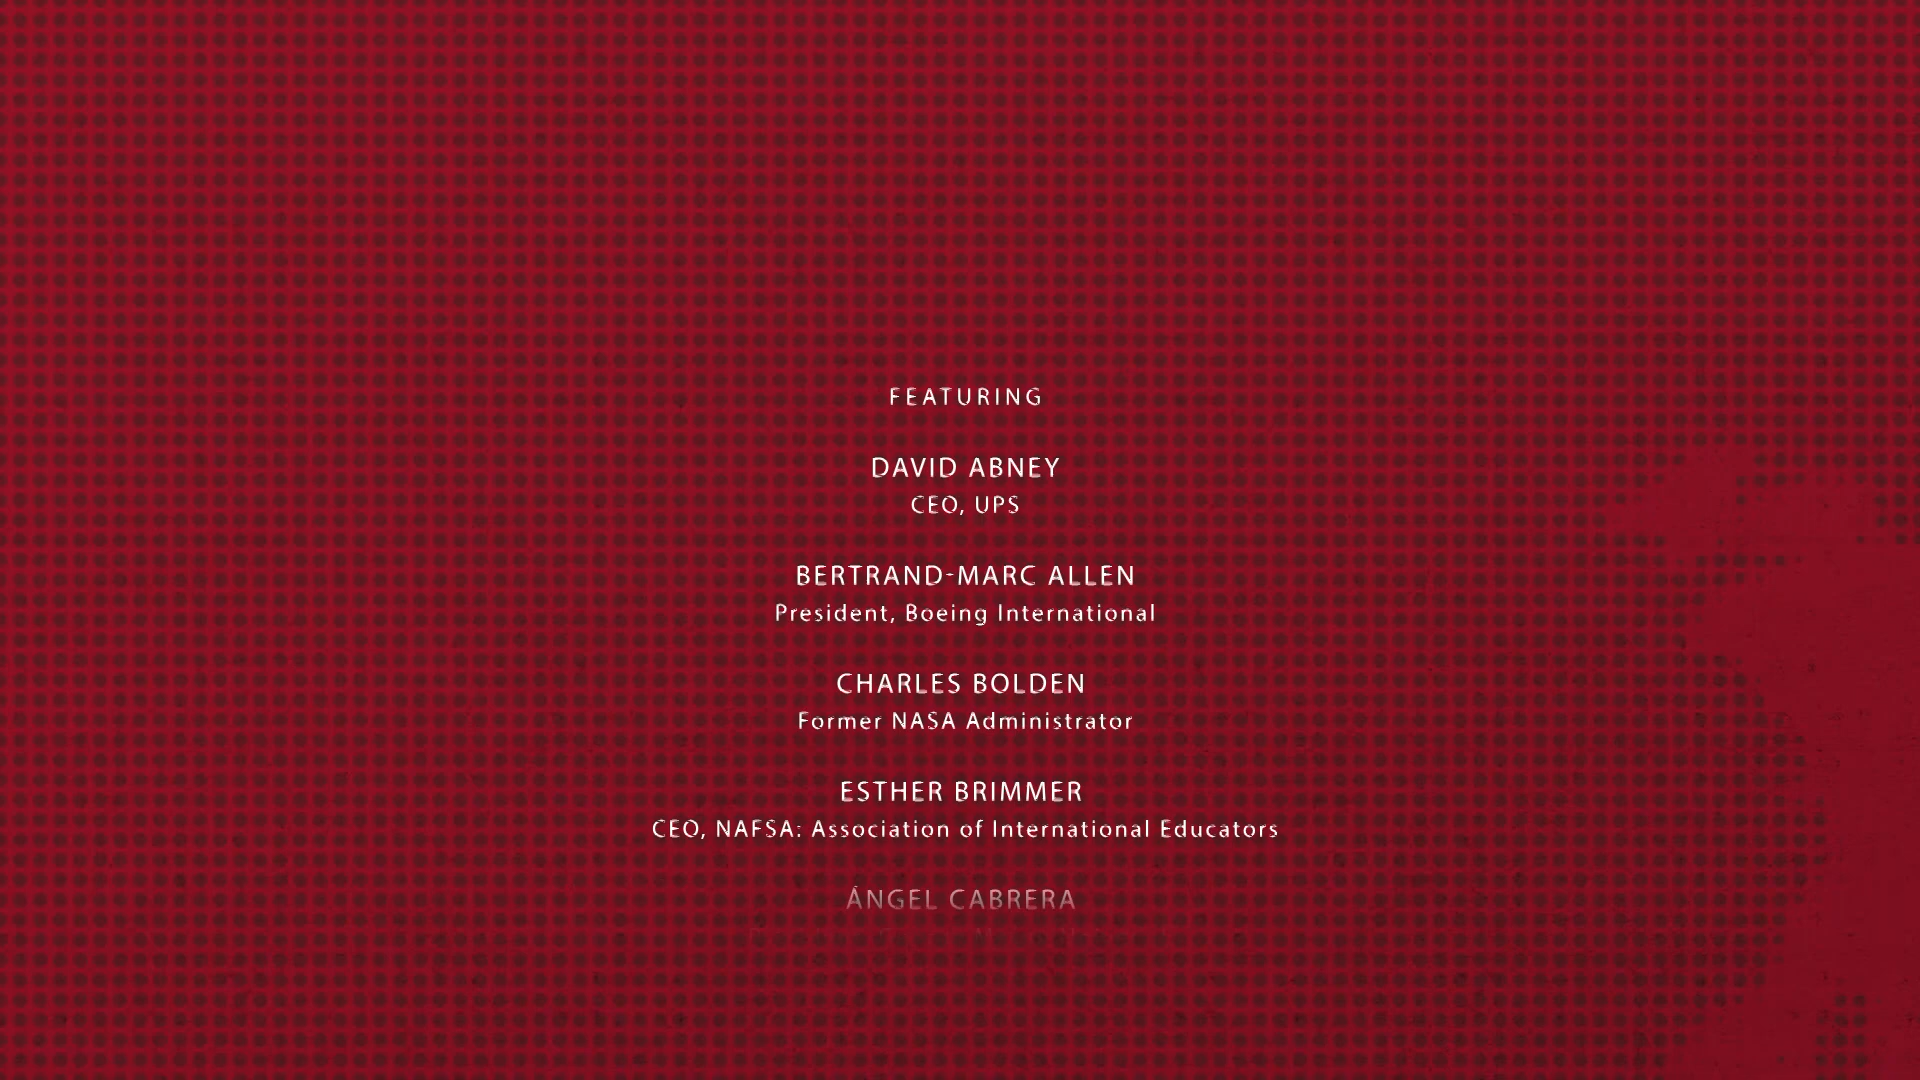 FEATURING
DAVID ABNEY
CEO, UPS
BERTRAND-MARC ALLEN
President, Boeing International
CHARLES BOLDEN
Former NASA Administrator
ESTHER BRIMMER
CEO, NAFSA: Association of International Educators
ÁNGEL CABRERA